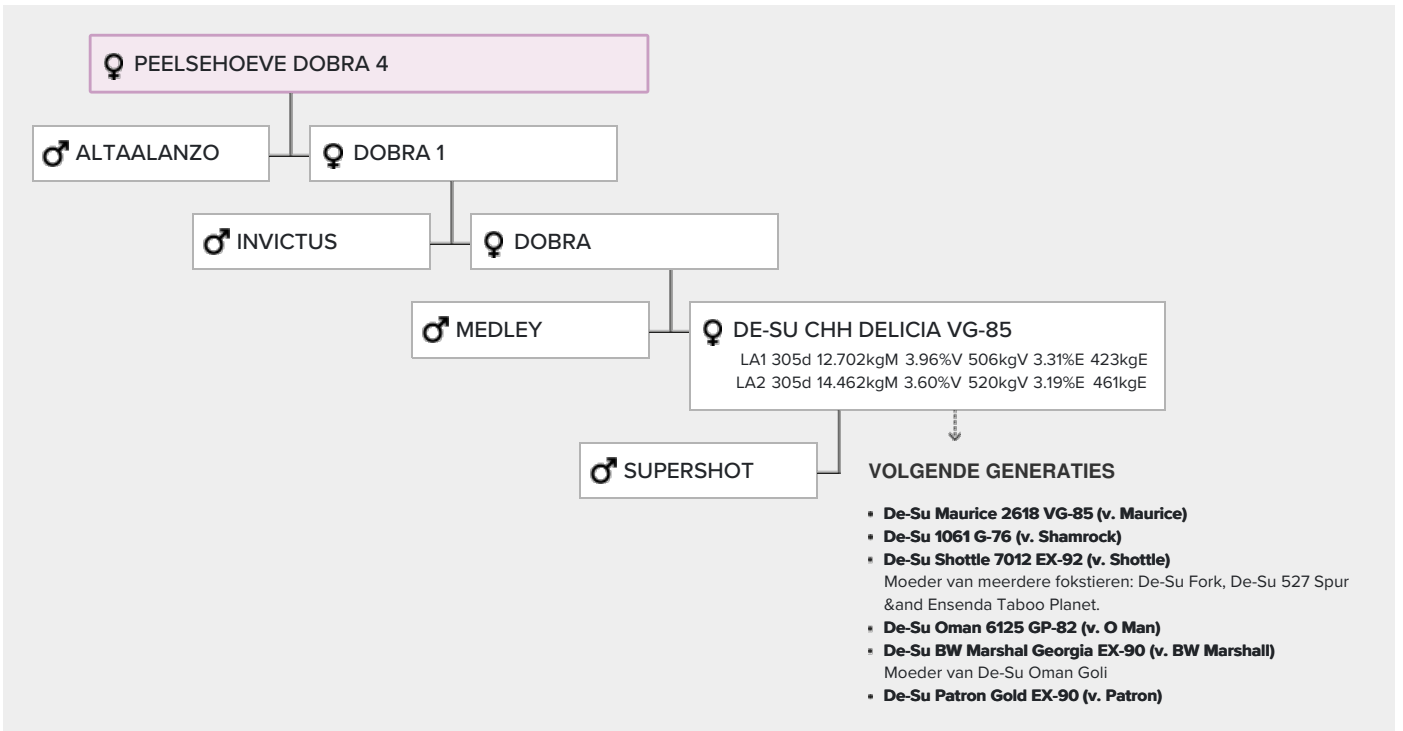 PEELSEHOEVE DOBRA 4
ALTAALANZO
DOBRA 1
INVICTUS
DOBRA
MEDLEY
DE-SU CHH DELICIA VG-85
LA1 305d 12.702kgM 3.96%V 506kgV 3.31%E 423kgE
LA2 305d 14.462kgM 3.60%V 520kgV 3.19%E 461kgE
SUPERSHOT
VOLGENDE GENERATIES
• De-Su Maurice 2618 VG-85 (v. Maurice)
• De-Su 1061 G-76 (v. Shamrock)
• De-Su Shottle 7012 EX-92 (v. Shottle)
Moeder van meerdere fokstieren: De-Su Fork, De-Su 527 Spur
&and Ensenda Taboo Planet.
• De-Su Oman 6125 GP-82 (v. O Man)
• De-Su BW Marshal Georgia EX-90 (v. BW Marshall)
Moeder van De-Su Oman Goli
• De-Su Patron Gold EX-90 (v. Patron)